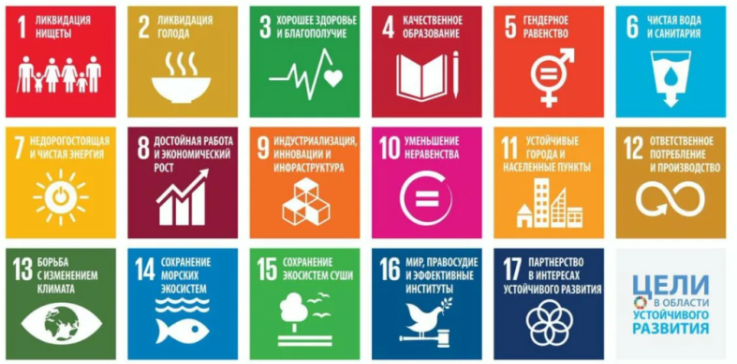 1 ЛИКВИДАЦИЯ
НИЩЕТЫ
2 ЛИКВИДАЦИЯ
ГОЛОДА
3 ХОРОШЕЕ ЗДОРОВЬЕ
И БЛАГОПОЛУЧИЕ
4 КАЧЕСТВЕННОЕ
ОБРАЗОВАНИЕ
5 ГЕНДЕРНОЕ
РАВЕНСТВО
6 ЧИСТАЯ ВОДА
И САНИТАРИЯ
7 НЕДОРОГОСТОЯЩАЯ
И ЧИСТАЯ ЭНЕРГИЯ
8 ДОСТОЙНАЯ РАБОТА
И ЭКОНОМИЧЕСКИЙ
РОСТ
9 ИНДУСТРИАЛИЗАЦИЯ,
ИННОВАЦИИ И
ИНФРАСТРУКТУРА
10 УМЕНЬШЕНИЕ
НЕРАВЕНСТВА
11 УСТОЙЧИВЫЕ
ГОРОДА И
НАСЕЛЕННЫЕ ПУНКТЫ
12 ОТВЕТСТВЕННОЕ
ПОТРЕБЛЕНИЕ
И ПРОИЗВОДСТВО
13 БОРЬБА
С ИЗМЕНЕНИЕМ
КЛИМАТА
14 СОХРАНЕНИЕ
МОРСКИХ
ЭКОСИСТЕМ
15 СОХРАНЕНИЕ
ЭКОСИСТЕМ СУШИ
16 МИР, ПРАВОСУДИЕ
И ЭФФЕКТИВНЫЕ
ИНСТИТУТЫ
17 ПАРТНЕРСТВО
В ИНТЕРЕСАХ
УСТОЙЧИВОГО РАЗВИТИЯ
ЦЕЛИ
В ОБЛАСТИ
УСТОЙЧИВОГО
РАЗВИТИЯ